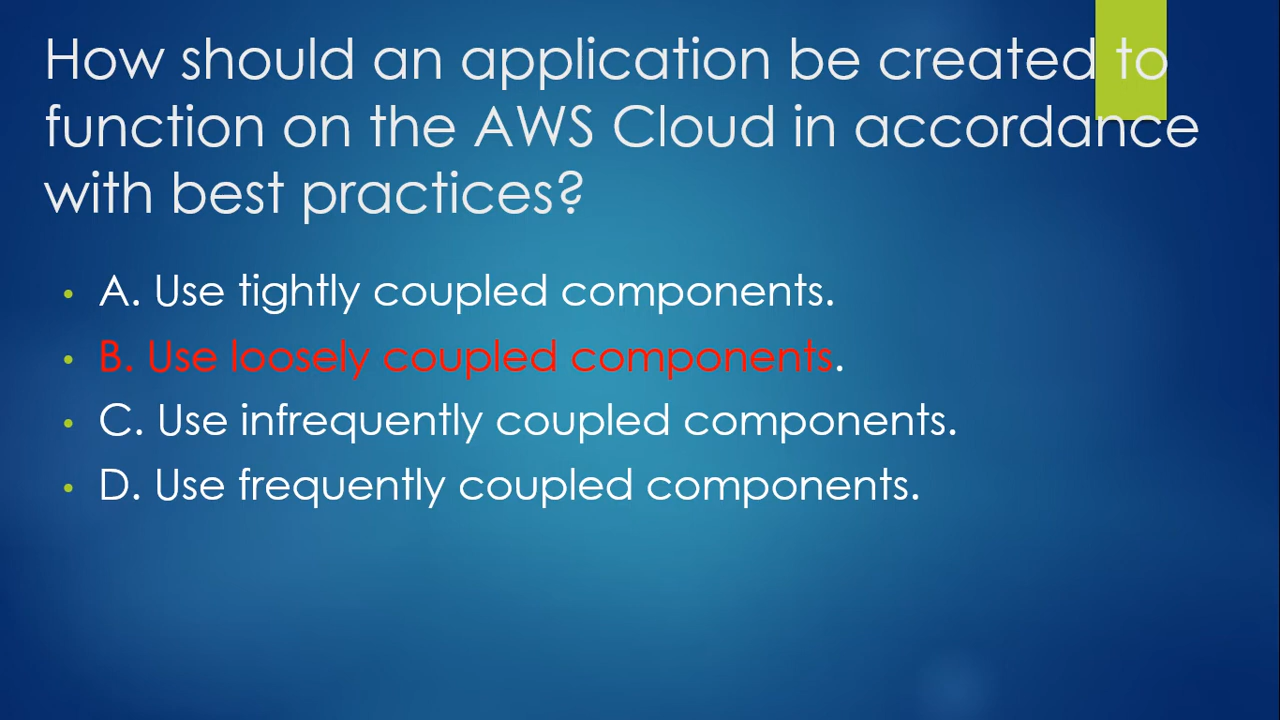 How should an application be created to
function on the AWS Cloud in accordance
with best practices?
• A. Use tightly coupled components.
• B. Use loosely coupled components.
• C. Use infrequently coupled components.
• D. Use frequently coupled components.